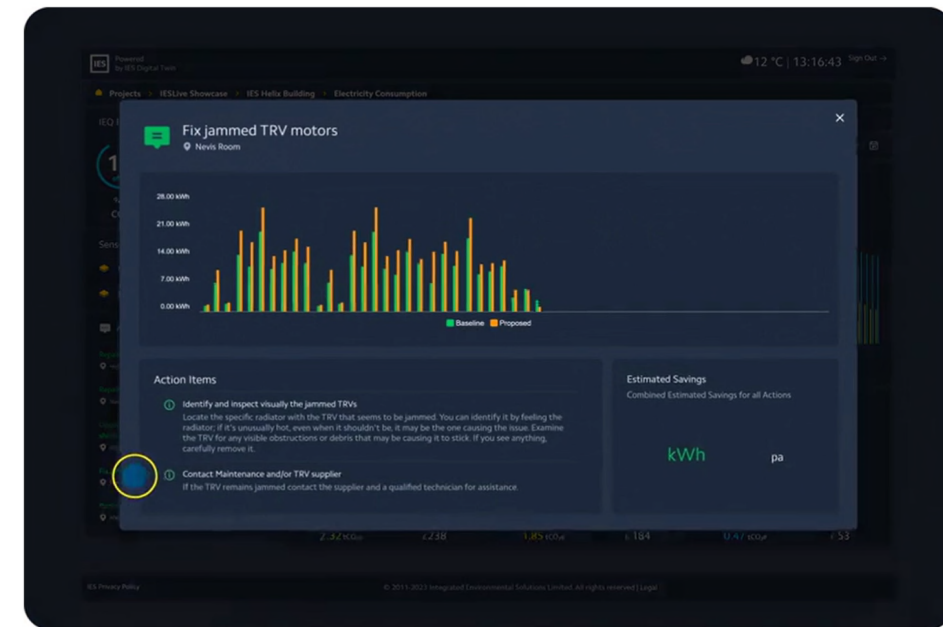 IES
Powered
by IES Digital Twin
12 °C | 13:16:43 Sign Out →
Projects > IESLive Showcase > IES Helix Building > Electricity Consumption
Fix jammed TRV motors
Nevis Room
28.00 kWh
21.00 kWh
14.00 kWh
7.00 kWh
0.00 kWh
Baseline Proposed
Action Items
Identify and inspect visually the jammed TRVs
Locate the specific radiator with the TRV that seems to be jammed. You can identify it by feeling the
radiator; if it's unusually hot, even when it shouldn't be, it may be the one causing the issue. Examine
the TRV for any visible obstructions or debris that may be causing it to stick. If you see anything,
carefully remove it.
Contact Maintenance and/or TRV supplier
If the TRV remains jammed contact the supplier and a qualified technician for assistance.
Estimated Savings
Combined Estimated Savings for all Actions
kWh pa
IES Privacy Policy
© 2011-2023 Integrated Environmental Solutions Limited. All rights reserved | Legal